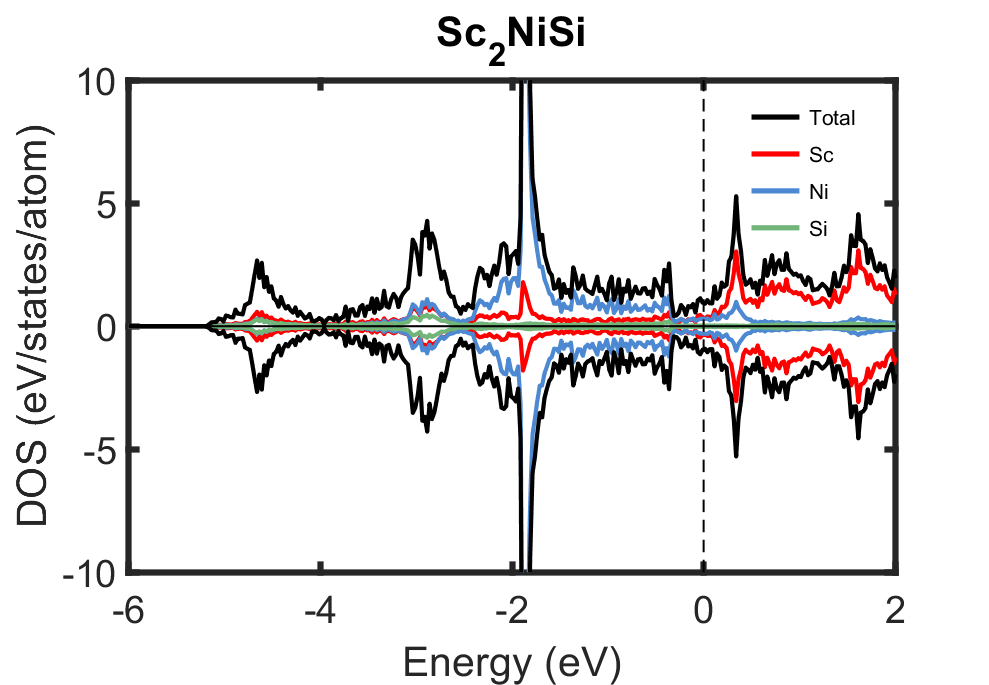 Sc2NiSi
DOS (eV/states/atom)
10
5
0
-5
-10
Total
Sc
Ni
Si
-6 -4 -2 0 2
Energy (eV)